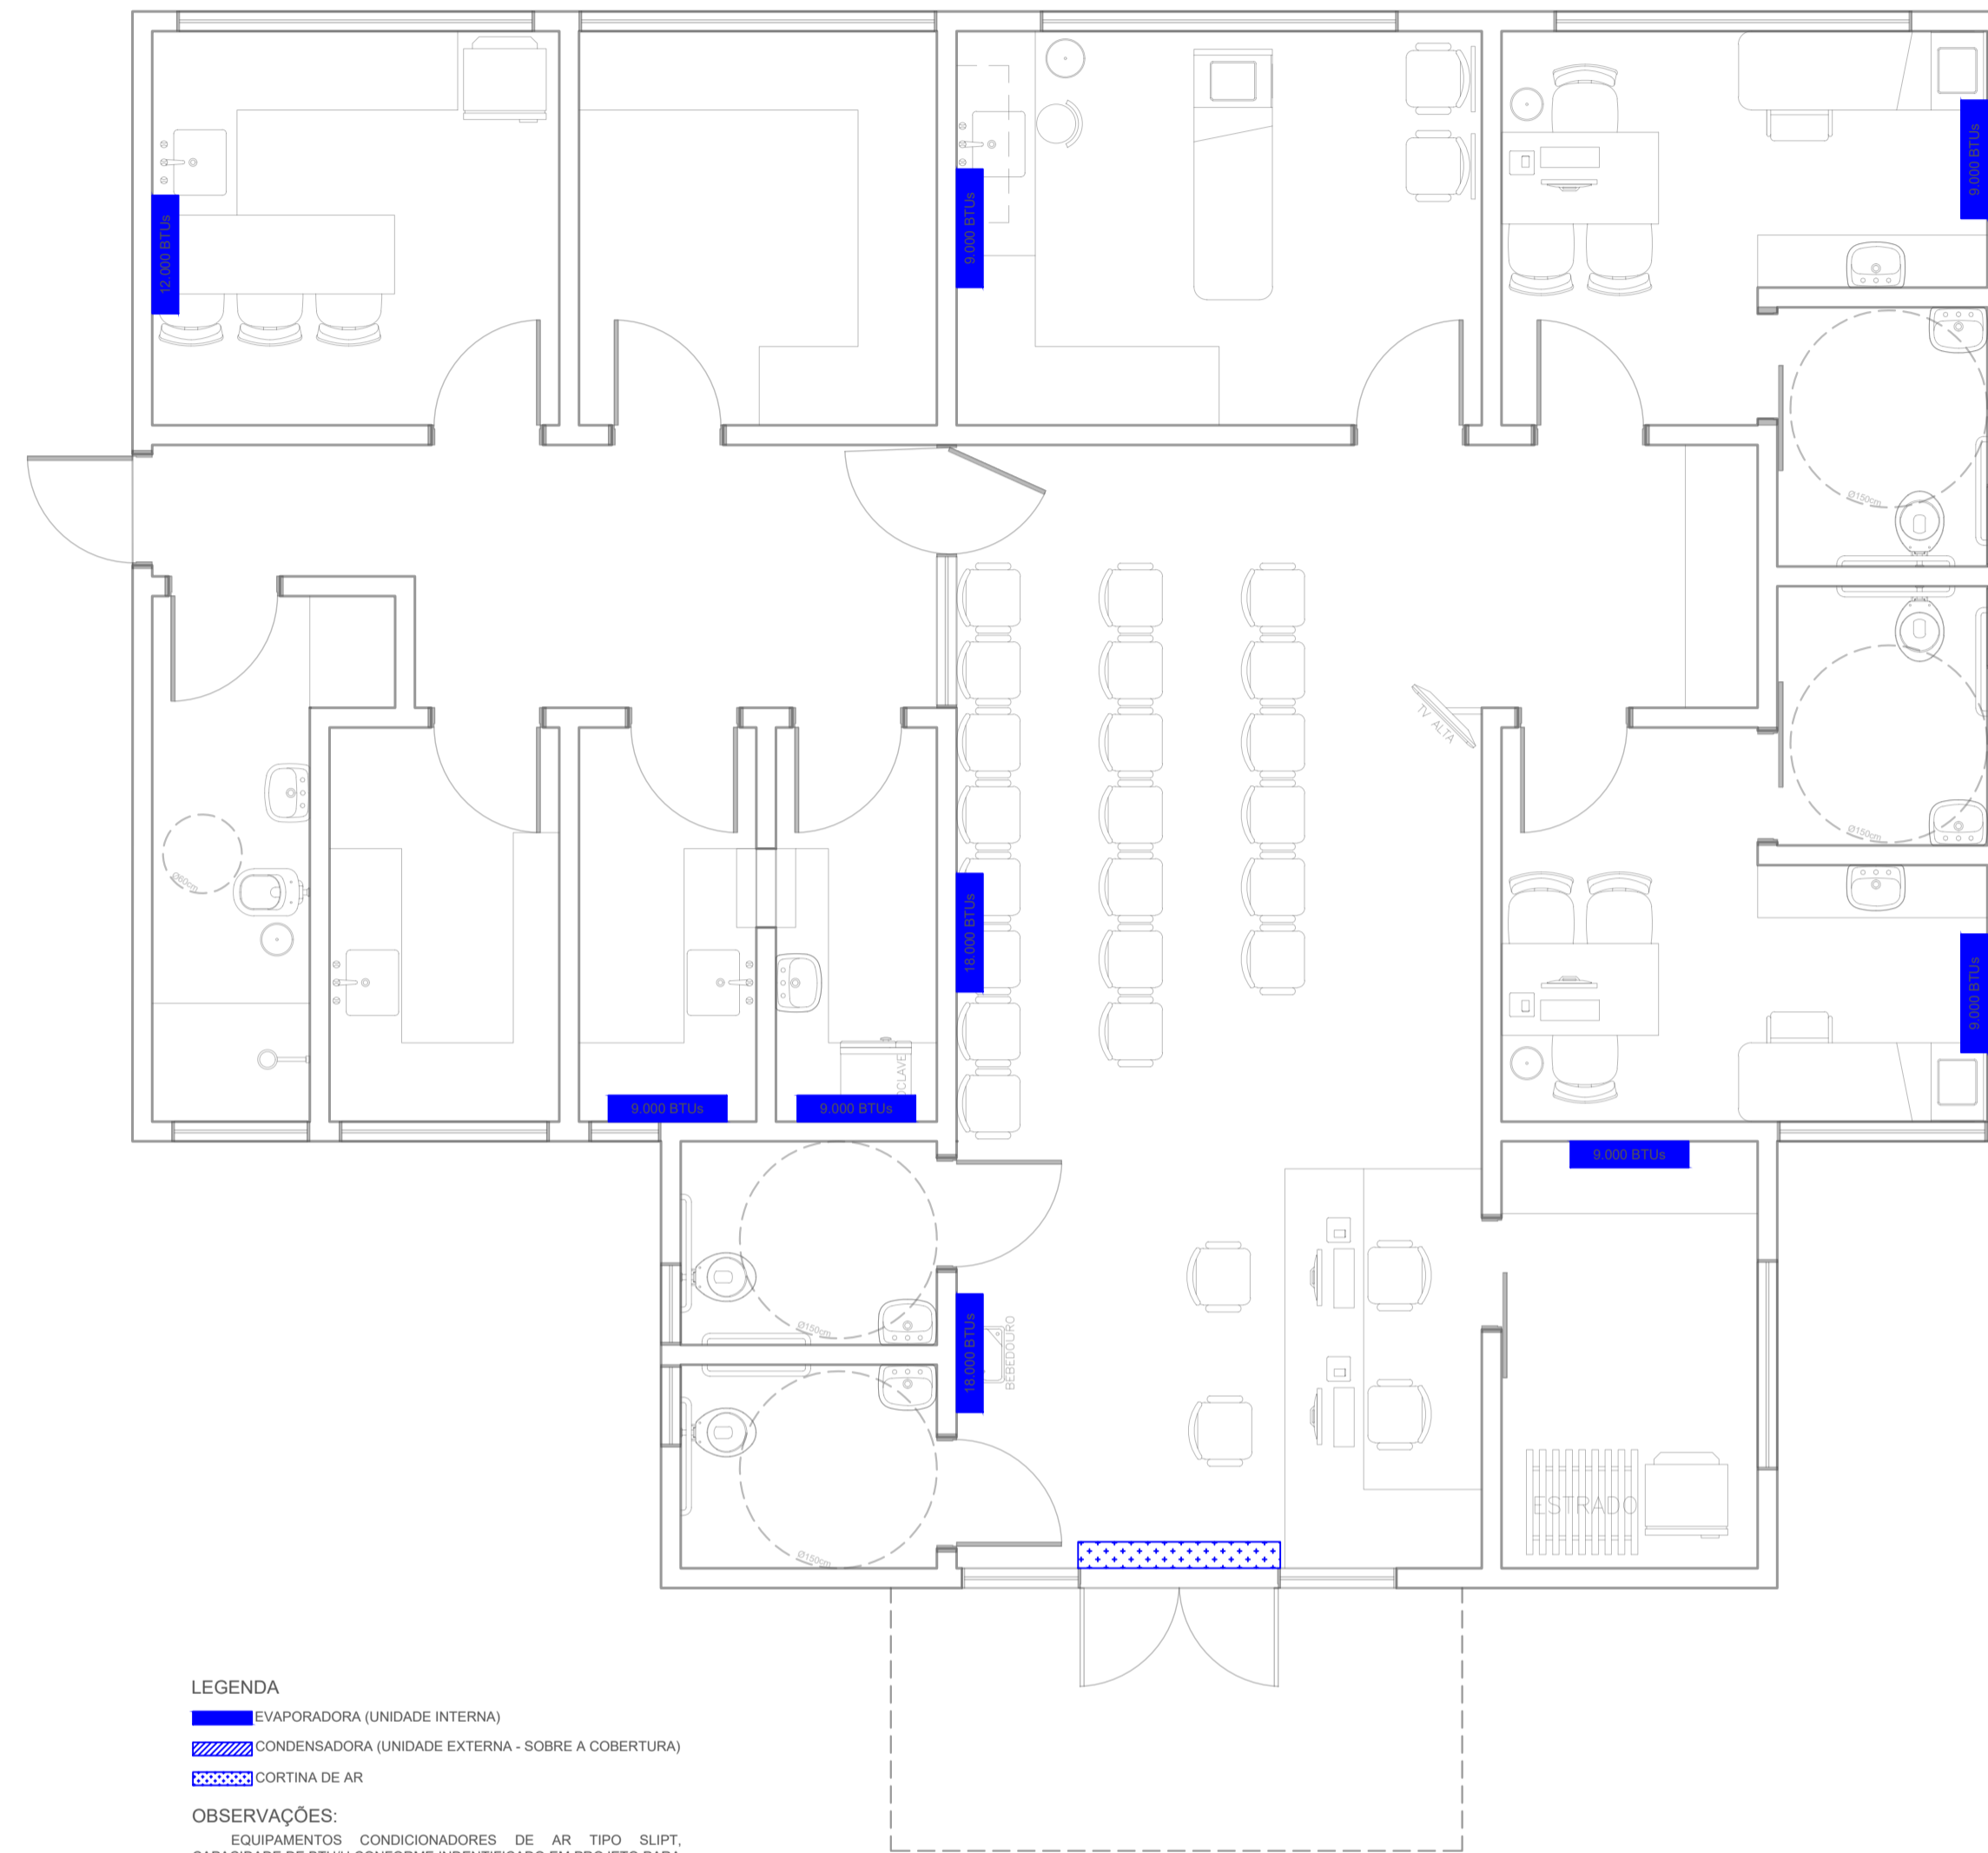 12.000 BTUs
9.000 BTUs
9.000 BTUs
Ø150cm
TV ALTA
Ø150cm
Ø60cm
18.000 BTUs
9.000 BTUs
9.000 BTUs
9.000 BTUs
9.000 BTUs
Ø150cm
18.000 BTUs
BEBEDOURO
ESTRADO
Ø150cm
LEGENDA
EVAPORADORA (UNIDADE INTERNA)
CONDENSADORA (UNIDADE EXTERNA - SOBRE A COBERTURA)
CORTINA DE AR
OBSERVAÇÕES:
EQUIPAMENTOS CONDICIONADORES DE AR TIPO SLIPT,